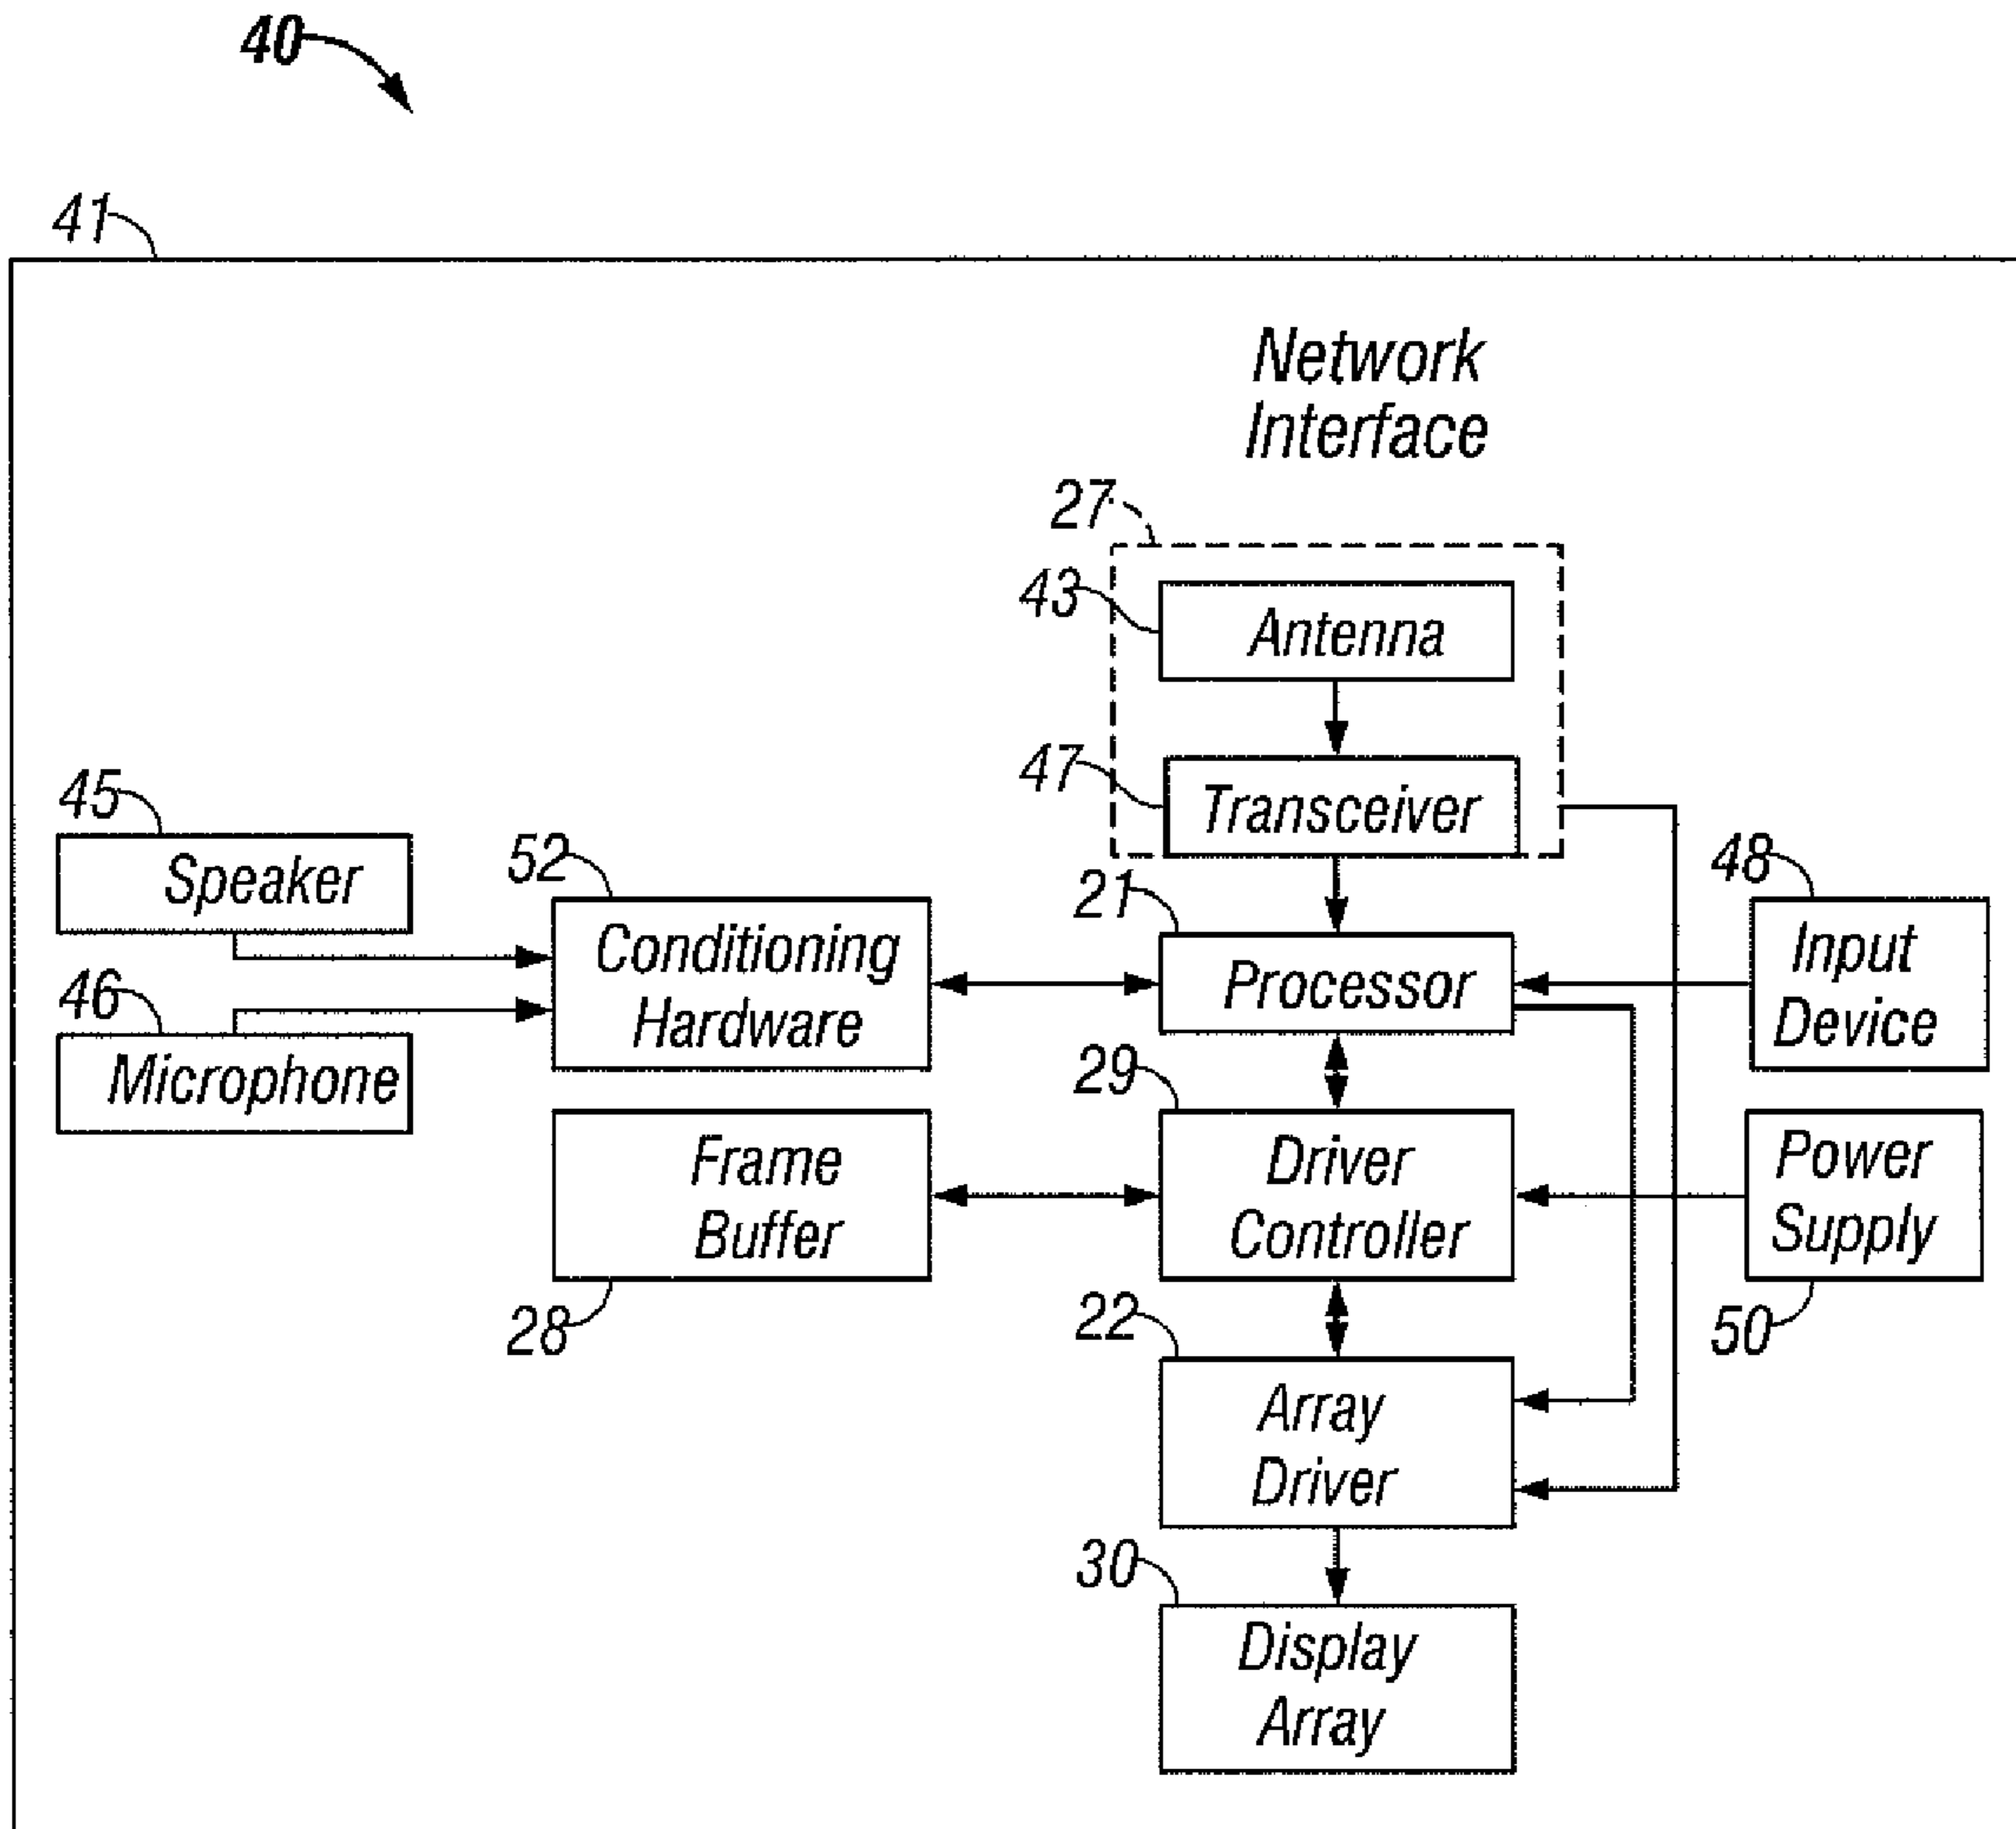 40
41
Network
Interface
27
43
Antenna
47
Transceiver
45
Speaker
52
Conditioning
Hardware
21
Processor
48
Input
Device
46
Microphone
29
Driver
Controller
Frame
Buffer
28
Power
Supply
50
22
Array
Driver
30
Display
Array